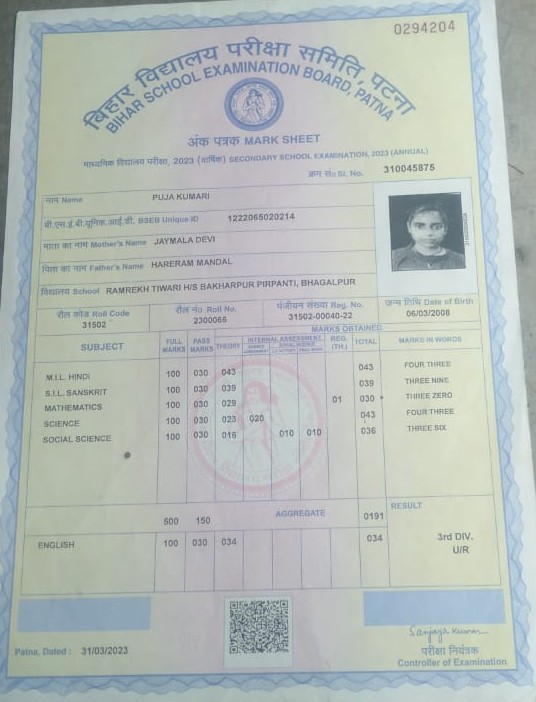 0294204
बिहार विद्यालय परीक्षा समिति, पटना
BIHAR SCHOOL EXAMINATION BOARD, PATNA
अंक पत्रक MARK SHEET
माध्यमिक विद्यालय परीक्षा, 2023 (वार्षिक) SECONDARY SCHOOL EXAMINATION, 2023 (ANNUAL)
क्रम सं० Sl. No. 310045875
नाम Name PUJA KUMARI
बी.एस.ई.बी.यूनिक.आई.डी. BSEB Unique ID 1222065020214
माता का नाम Mother's Name JAYMALA DEVI
पिता का नाम Father's Name HARERAM MANDAL
विद्यालय School RAMREKH TIWARI H/S BAKHARPUR PIRPANTI, BHAGALPUR
रौल कोड Roll Code 31502
रौल नं० Roll No. 2300065
पंजीयन संख्या Reg. No. 31502-00040-22
जन्म तिथि Date of Birth 06/03/2008
MARKS OBTAINED
SUBJECT FULL MARKS PASS MARKS THEORY INTERNAL ASSESSMENT REG. (TH.) TOTAL MARKS IN WORDS
M.I.L. HINDI 100 030 043 043 FOUR THREE
S.I.L. SANSKRIT 100 030 039 039 THREE NINE
MATHEMATICS 100 030 029 01 030 * THREE ZERO
SCIENCE 100 030 023 020 043 FOUR THREE
SOCIAL SCIENCE 100 030 016 010 010 036 THREE SIX
500 150 AGGREGATE 0191 RESULT
ENGLISH 100 030 034 034 3rd DIV.
U/R
Patna, Dated : 31/03/2023
Sanjay Kumar
परीक्षा नियंत्रक
Controller of Examination